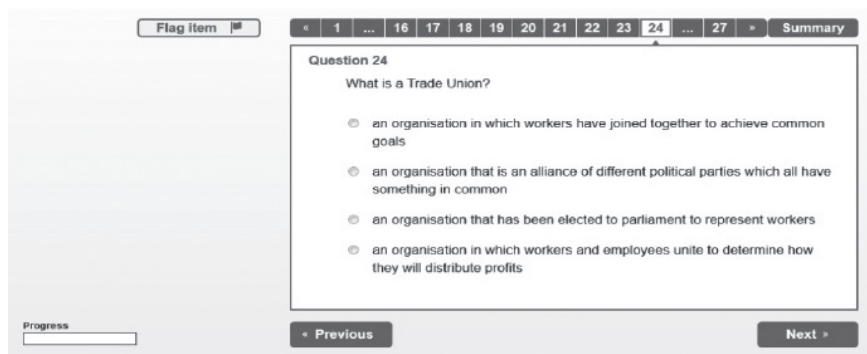 Flag item
« 1 ... 16 17 18 19 20 21 22 23 24 ... 27 » Summary
Question 24
What is a Trade Union?
an organisation in which workers have joined together to achieve common
goals
an organisation that is an alliance of different political parties which all have
something in common
an organisation that has been elected to parliament to represent workers
an organisation in which workers and employees unite to determine how
they will distribute profits
Progress
« Previous
Next »